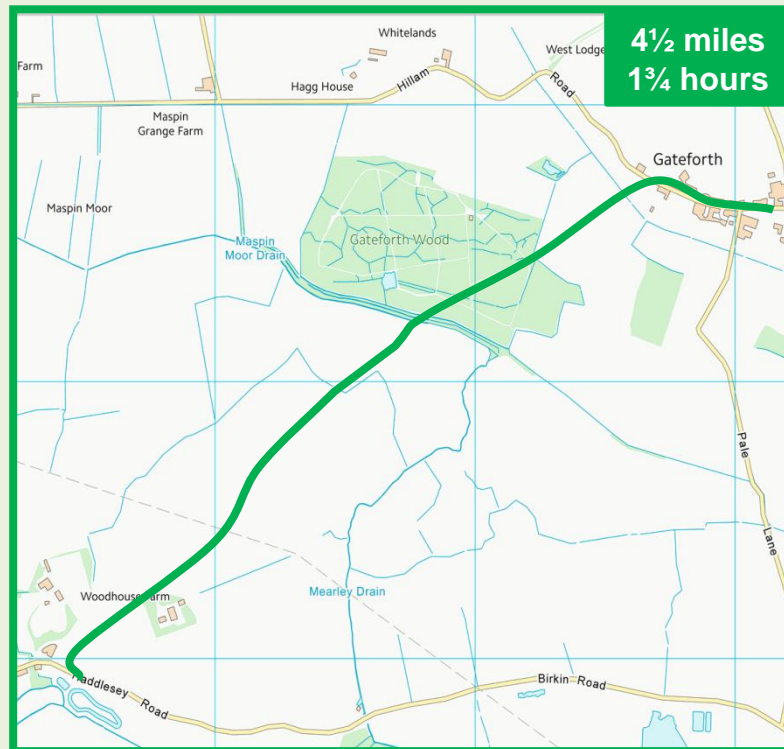 4½ miles
1¾ hours
Whitelands
West Lodge
Farm
Hagg House
Hillam
Road
Maspin
Grange Farm
Gateforth
Maspin Moor
Gateforth Wood
Maspin
Moor Drain
Pale
Lane
Woodhouse Farm
Mearley Drain
Haddlesey
Road
Birkin Road